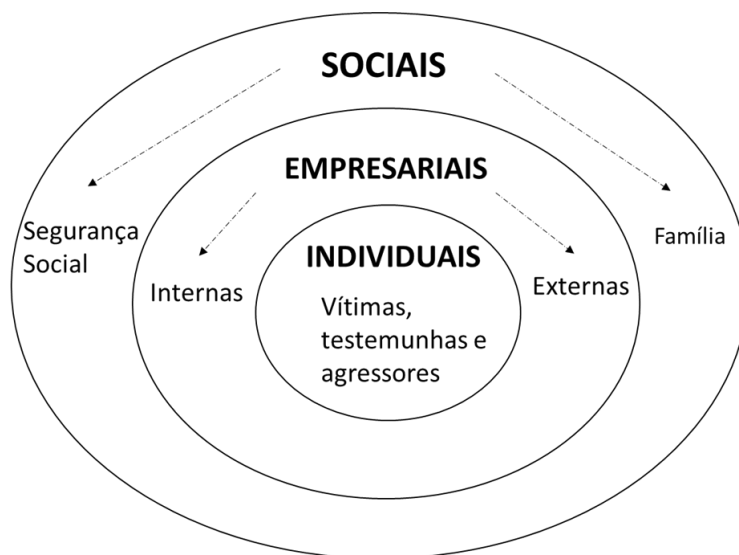 SOCIAIS
EMPRESARIAIS
Segurança
Social
Família
INDIVIDUAIS
Internas
Externas
Vítimas,
testemunhas e
agressores